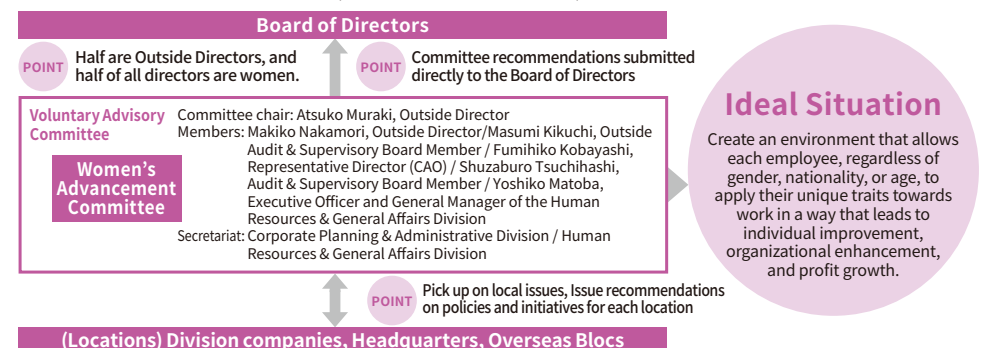 Board of Directors
POINT
Half are Outside Directors, and
half of all directors are women.
POINT
Committee recommendations submitted
directly to the Board of Directors
Voluntary Advisory
Committee
Women's
Advancement
Committee
Committee chair: Atsuko Muraki, Outside Director
Members: Makiko Nakamori, Outside Director/Masumi Kikuchi, Outside
Audit & Supervisory Board Member / Fumihiko Kobayashi,
Representative Director (CAO) / Shuzaburo Tsuchihashi,
Audit & Supervisory Board Member / Yoshiko Matoba,
Executive Officer and General Manager of the Human
Resources & General Affairs Division
Secretariat: Corporate Planning & Administrative Division / Human
Resources & General Affairs Division
Ideal Situation
Create an environment that allows
each employee, regardless of
gender, nationality, or age, to
apply their unique traits towards
work in a way that leads to
individual improvement,
organizational enhancement,
and profit growth.
POINT
Pick up on local issues, Issue recommendations
on policies and initiatives for each location
(Locations) Division companies, Headquarters, Overseas Blocs